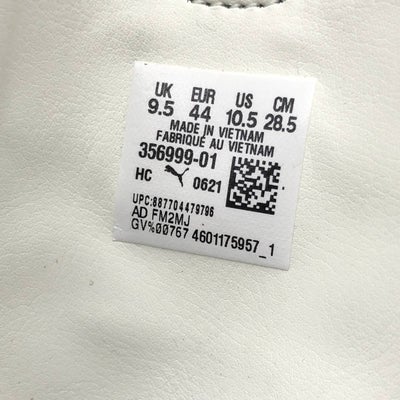 UK EUR US CM
9.5 44 10.5 28.5
MADE IN VIETNAM
FABRIQUÉ AU VIETNAM
356999-01
HC 0621
UPC:887704479796
AD FM2MJ
GV%00767 4601175957_1